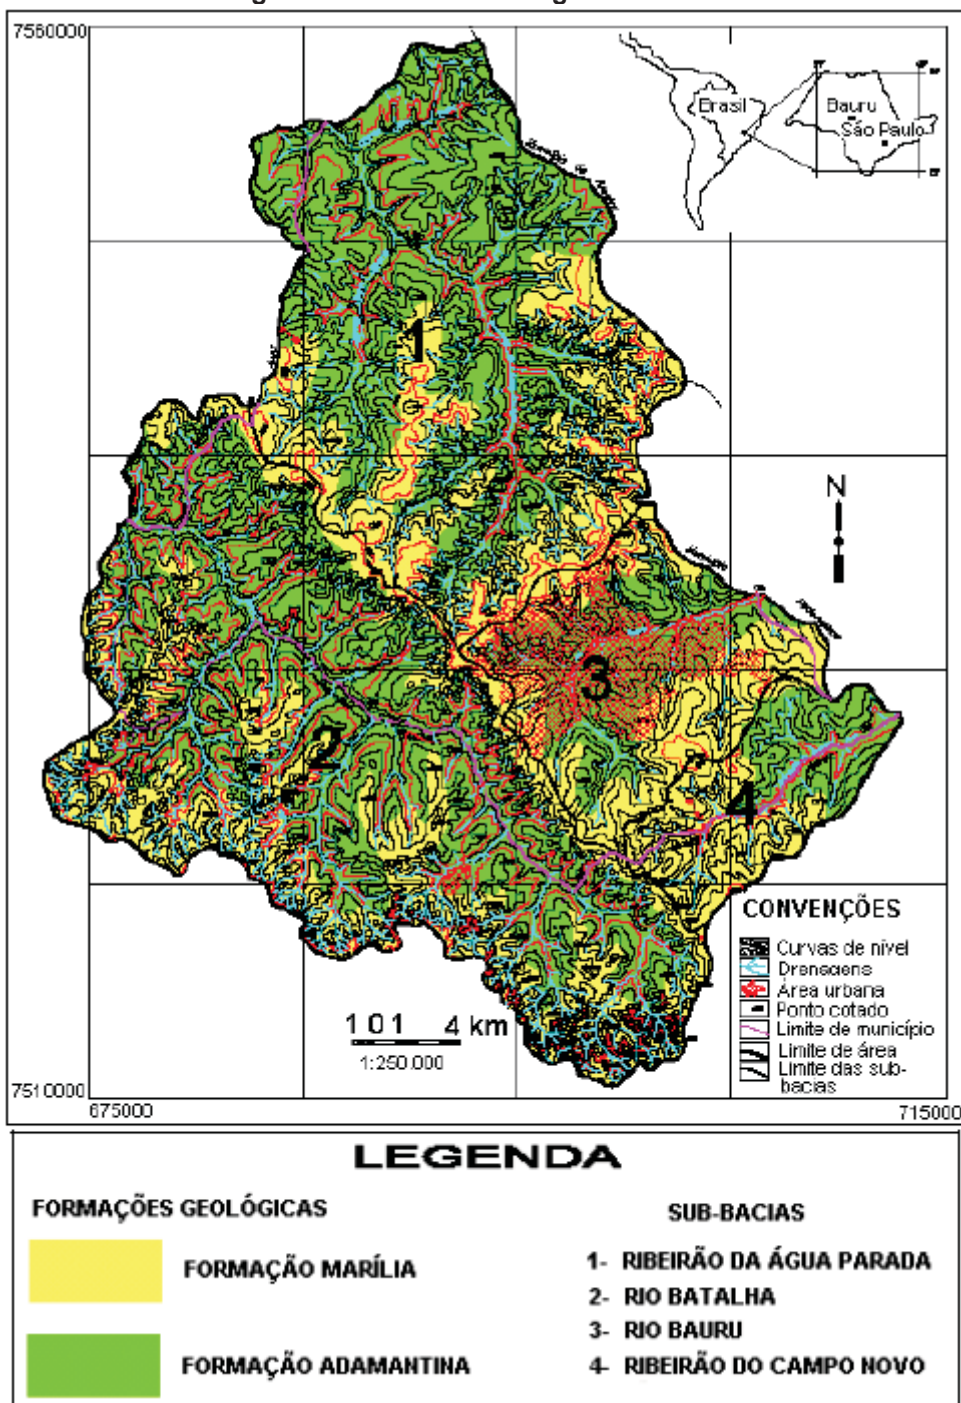 7560000
Brasil
Bauru
São Paulo
1
N
3
2
4
CONVENÇÕES
Curvas de nível
Drenagens
Área urbana
Ponto cotado
Limite de município
Limite de área
Limite das sub-
bacias
1 0 1 4 km
1:250.000
7510000
675000
715000
LEGENDA
FORMAÇÕES GEOLÓGICAS
FORMAÇÃO MARÍLIA
FORMAÇÃO ADAMANTINA
SUB-BACIAS
1- RIBEIRÃO DA ÁGUA PARADA
2- RIO BATALHA
3- RIO BAURU
4- RIBEIRÃO DO CAMPO NOVO